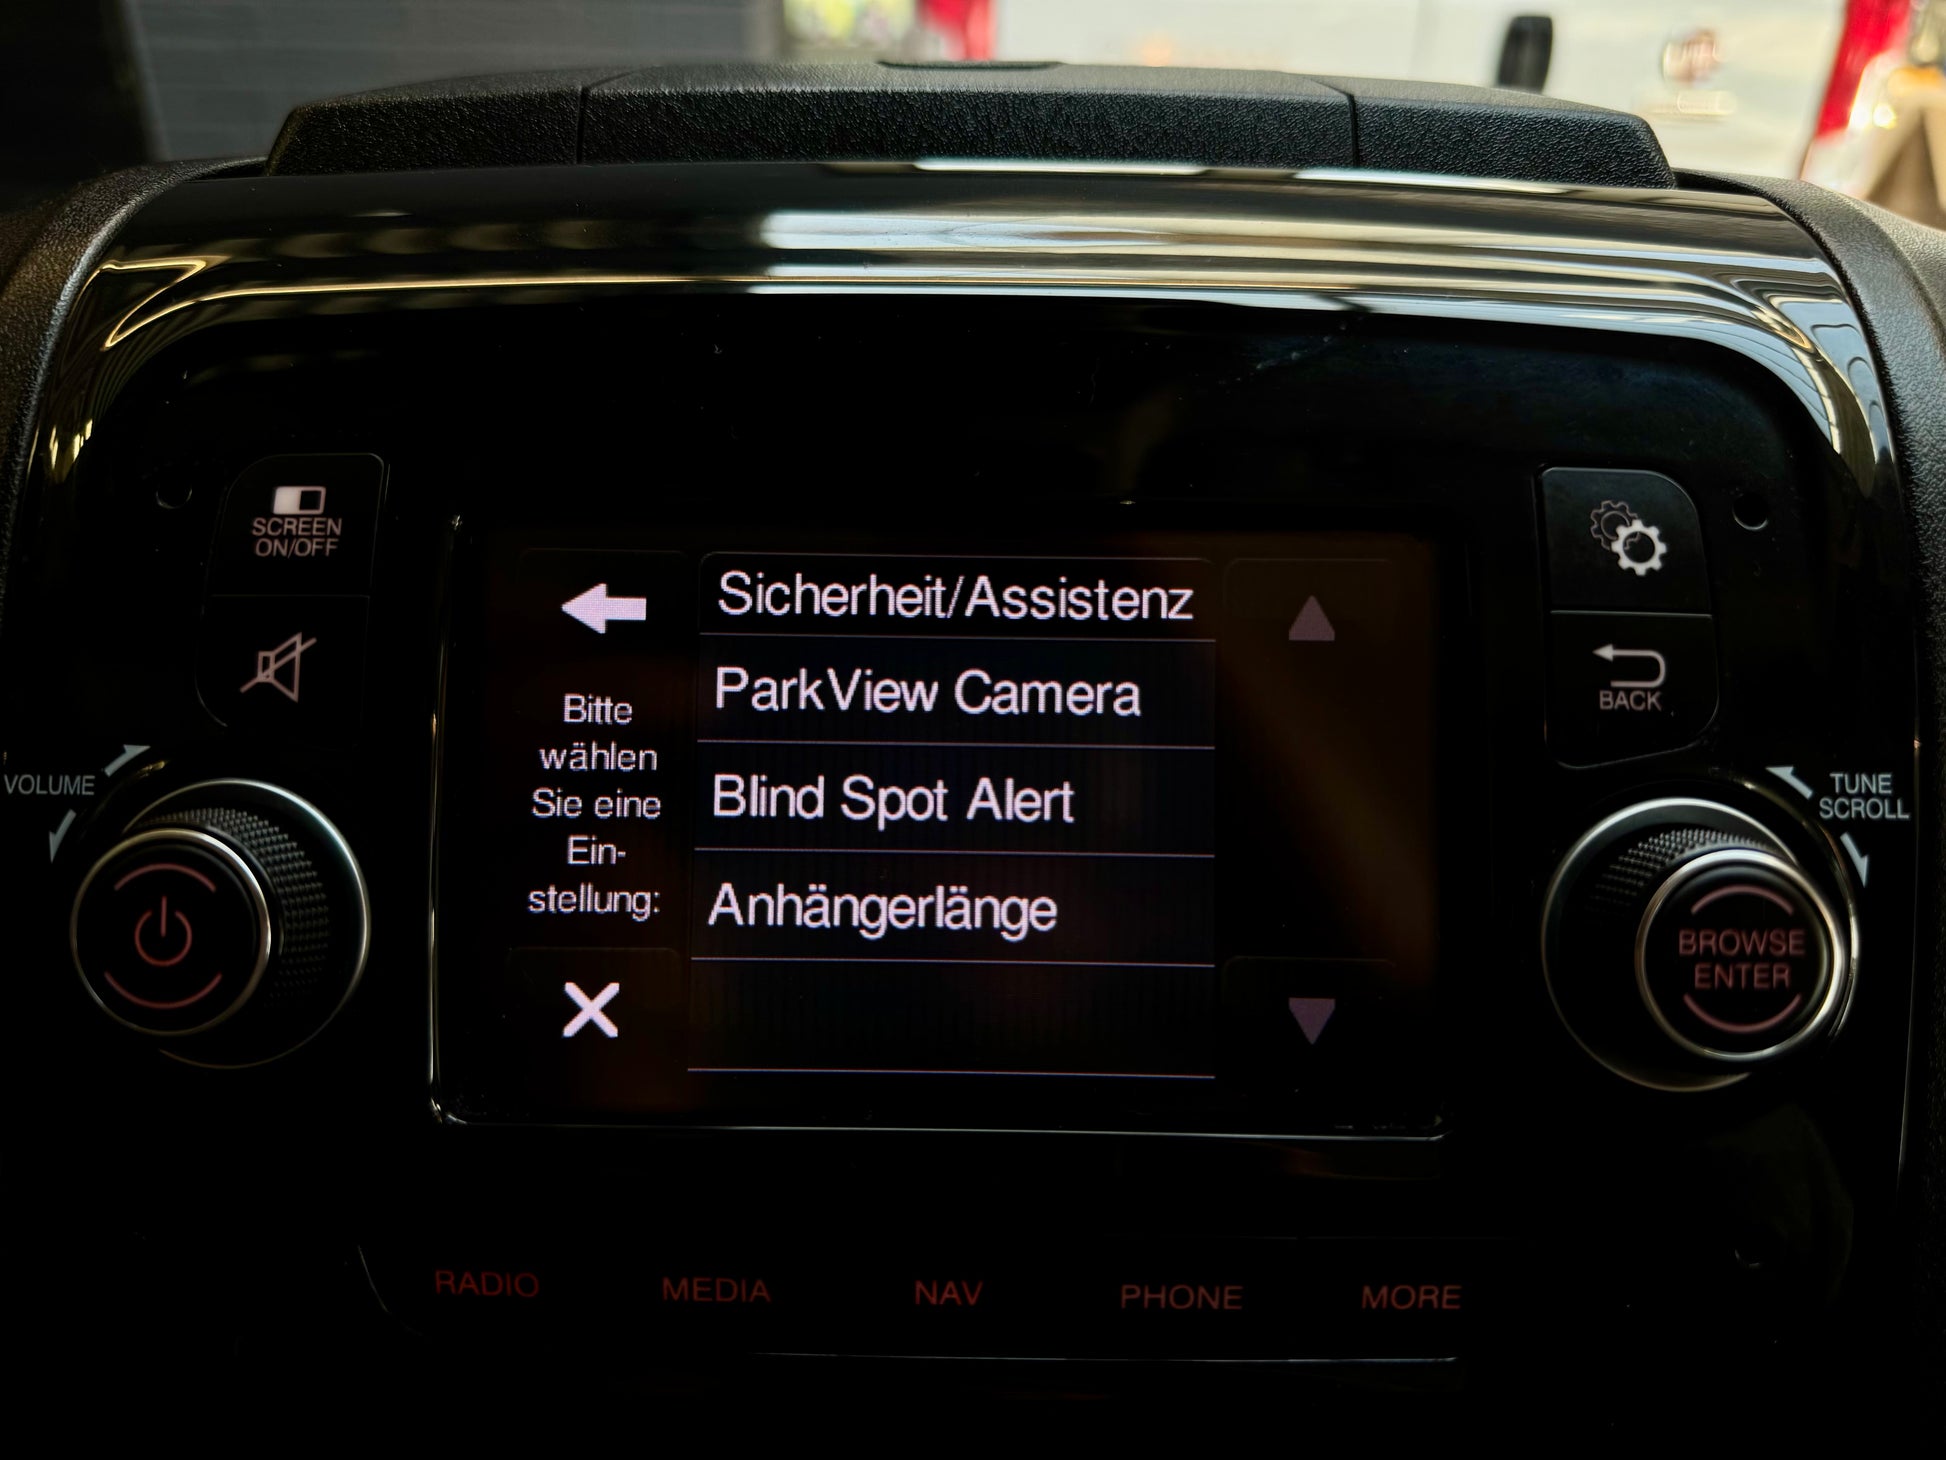 SCREEN
ON/OFF
VOLUME
Sicherheit/Assistenz
ParkView Camera
Blind Spot Alert
Anhängerlänge
Bitte
wählen
Sie eine
Ein-
stellung:
BACK
TUNE
SCROLL
BROWSE
ENTER
RADIO
MEDIA
NAV
PHONE
MORE